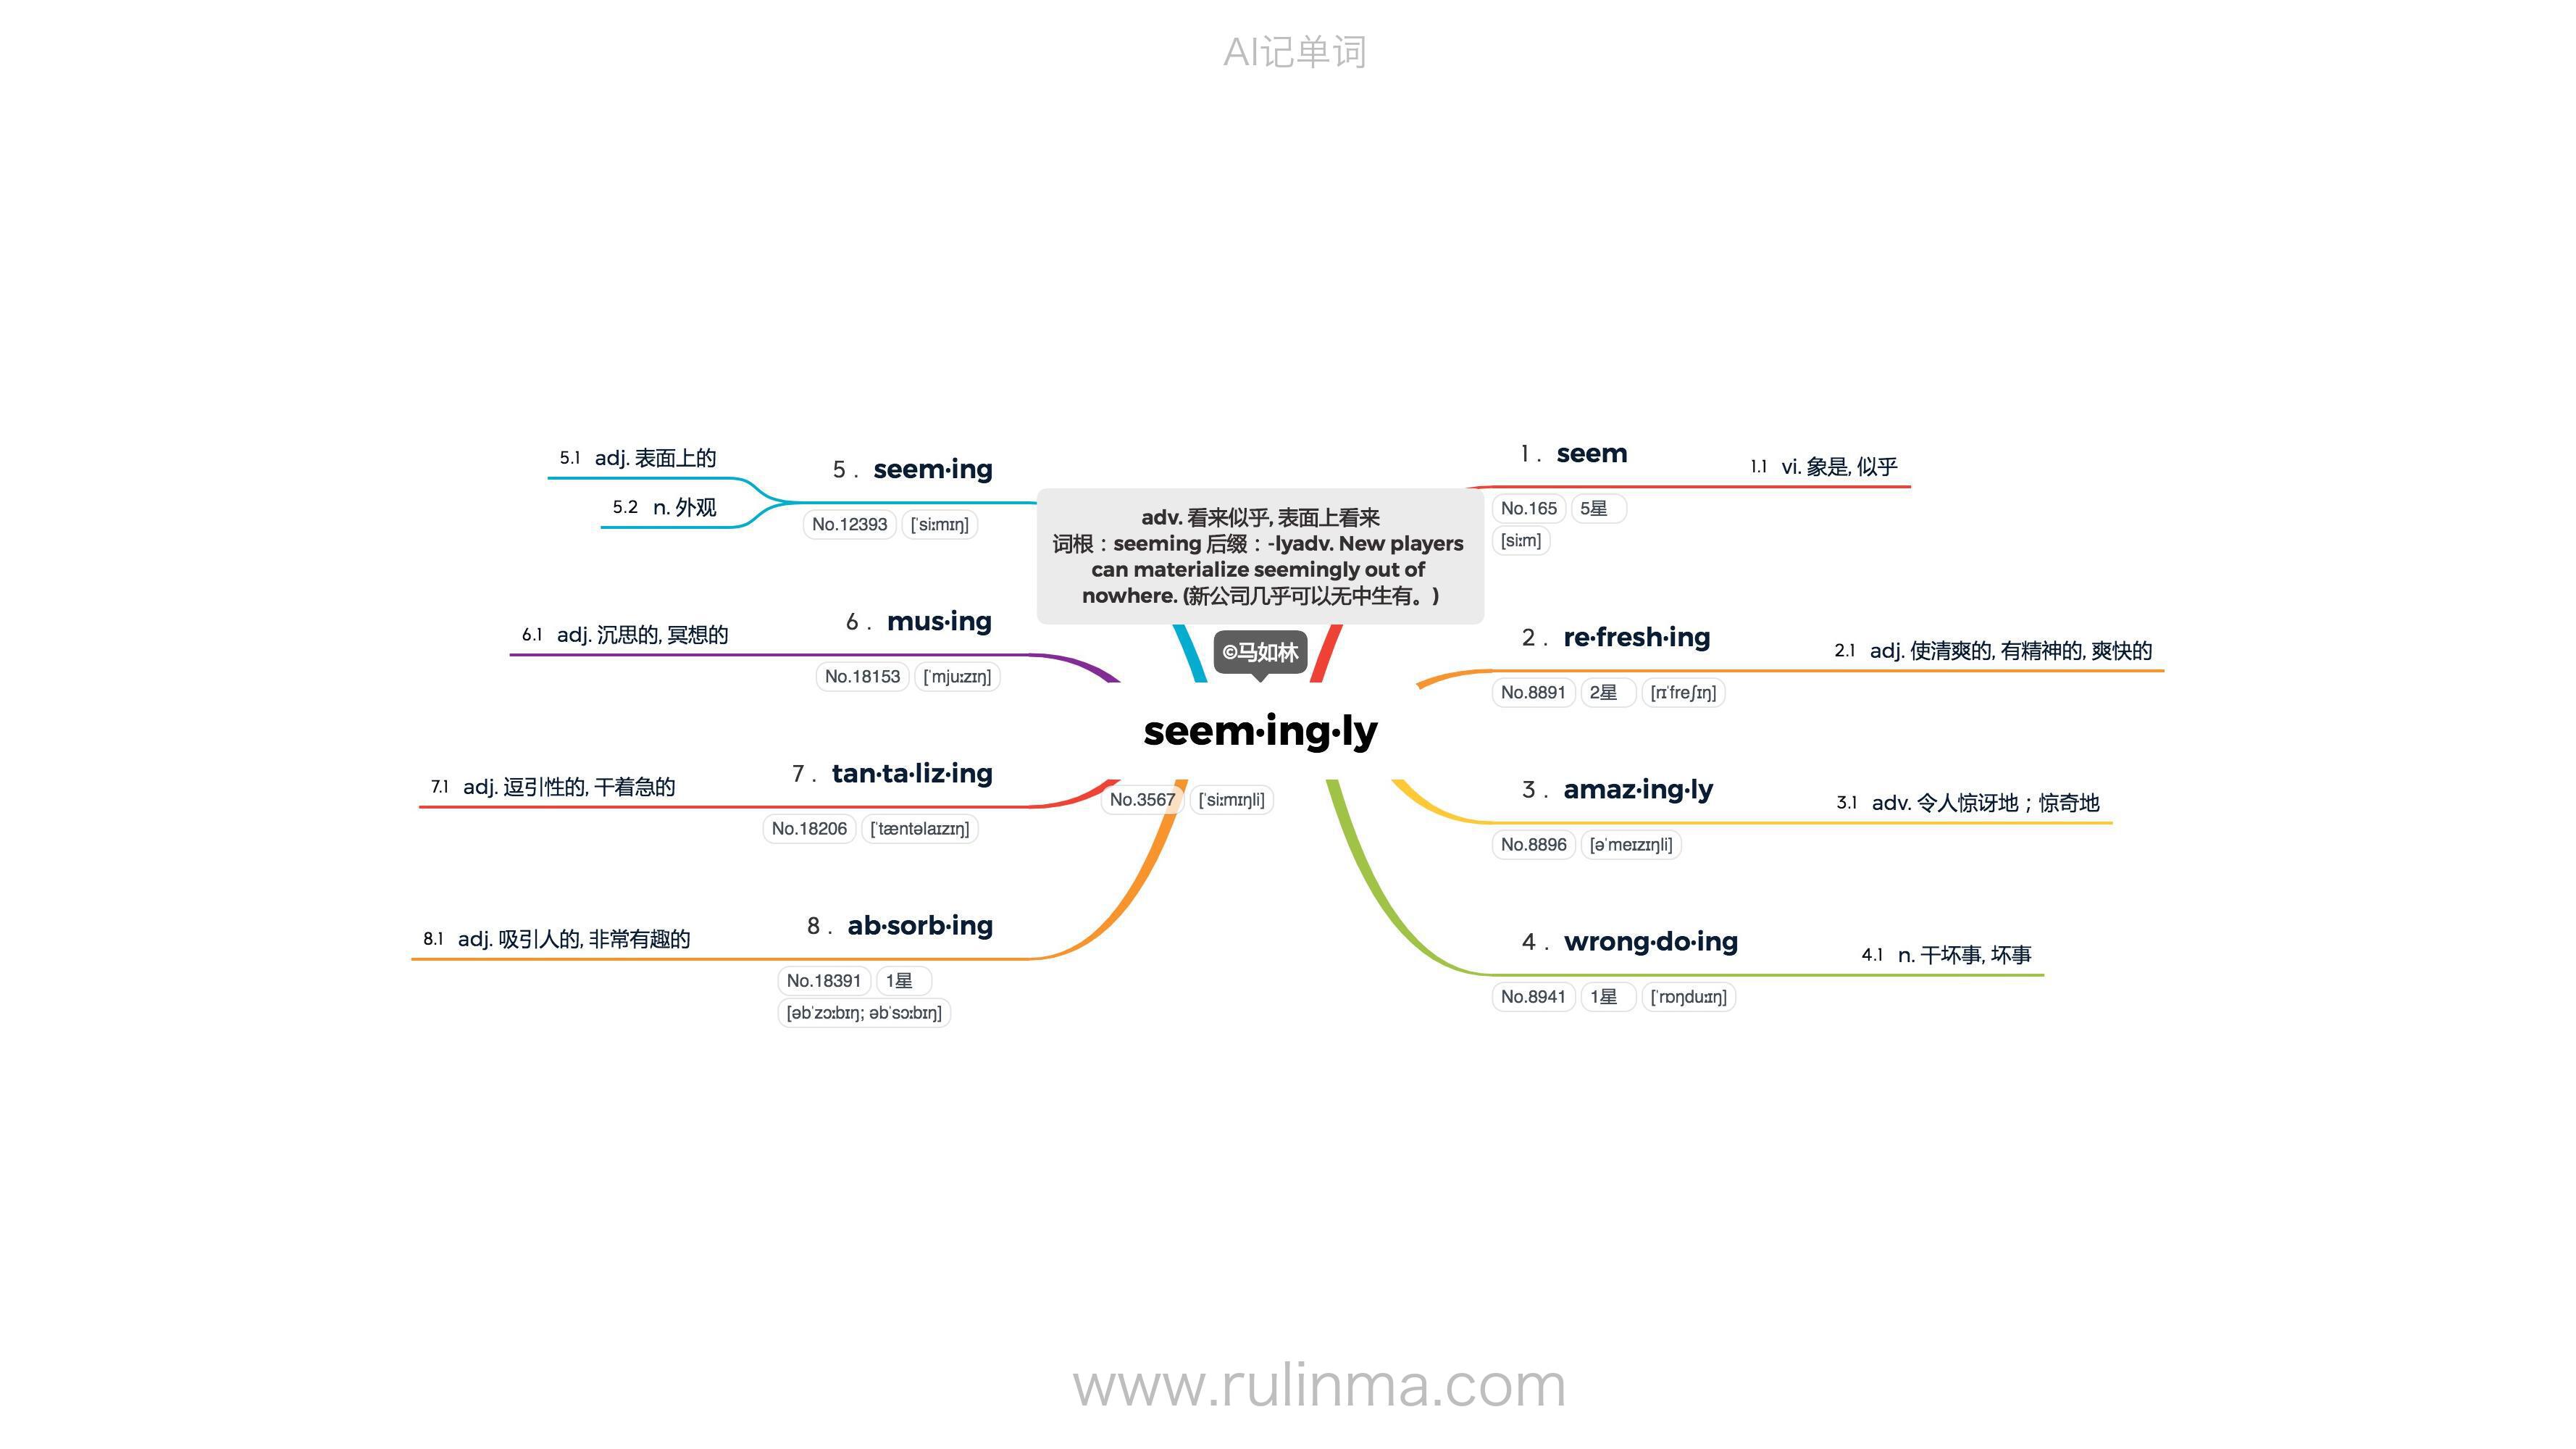 AI记单词
adv. 看来似乎, 表面上看来
词根：seeming 后缀：-lyadv. New players
can materialize seemingly out of
nowhere. (新公司几乎可以无中生有。)
©马如林
seem·ing·ly
No.3567 [ˈsiːmɪŋli]
1 . seem
No.165 5星
[siːm]
1.1 vi. 象是, 似乎
2 . re·fresh·ing
No.8891 2星 [rɪˈfreʃɪŋ]
2.1 adj. 使清爽的, 有精神的, 爽快的
3 . amaz·ing·ly
No.8896 [əˈmeɪzɪŋli]
3.1 adv. 令人惊讶地；惊奇地
4 . wrong·do·ing
No.8941 1星 [ˈrɒŋduːɪŋ]
4.1 n. 干坏事, 坏事
5 . seem·ing
No.12393 [ˈsiːmɪŋ]
5.1 adj. 表面上的
5.2 n. 外观
6 . mus·ing
No.18153 [ˈmjuːzɪŋ]
6.1 adj. 沉思的, 冥想的
7 . tan·ta·liz·ing
No.18206 [ˈtæntəlaɪzɪŋ]
7.1 adj. 逗引性的, 干着急的
8 . ab·sorb·ing
No.18391 1星
[əbˈzɔːbɪŋ; əbˈsɔːbɪŋ]
8.1 adj. 吸引人的, 非常有趣的
www.rulinma.com